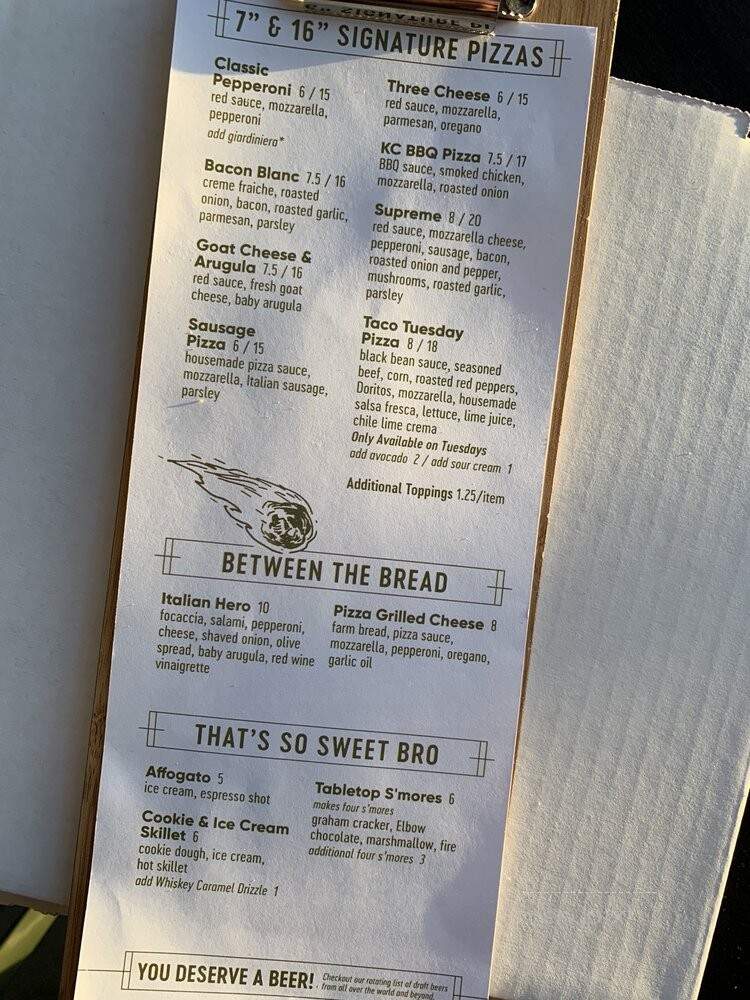 7" & 16" SIGNATURE PIZZAS
Classic
Pepperoni 6 / 15
red sauce, mozzarella,
pepperoni
add giardiniera*
Bacon Blanc 7.5 / 16
creme fraiche, roasted
onion, bacon, roasted garlic,
parmesan, parsley
Goat Cheese &
Arugula 7.5 / 16
red sauce, fresh goat
cheese, baby arugula
Sausage
Pizza 6 / 15
housemade pizza sauce,
mozzarella, Italian sausage,
parsley
Three Cheese 6 / 15
red sauce, mozzarella,
parmesan, oregano
KC BBQ Pizza 7.5 / 17
BBQ sauce, smoked chicken,
mozzarella, roasted onion
Supreme 8 / 20
red sauce, mozzarella cheese,
pepperoni, sausage, bacon,
roasted onion and pepper,
mushrooms, roasted garlic,
parsley
Taco Tuesday
Pizza 8 / 18
black bean sauce, seasoned
beef, corn, roasted red peppers,
Doritos, mozzarella, housemade
salsa fresca, lettuce, lime juice,
chile lime crema
Only Available on Tuesdays
add avocado 2 / add sour cream 1
Additional Toppings 1.25/item
BETWEEN THE BREAD
Italian Hero 10
focaccia, salami, pepperoni,
cheese, shaved onion, olive
spread, baby arugula, red wine
vinaigrette
Pizza Grilled Cheese 8
farm bread, pizza sauce,
mozzarella, pepperoni, oregano,
garlic oil
THAT'S SO SWEET BRO
Affogato 5
ice cream, espresso shot
Cookie & Ice Cream
Skillet 6
cookie dough, ice cream,
hot skillet
add Whiskey Caramel Drizzle 1
Tabletop S'mores 6
makes four s'mores
graham cracker, Elbow
chocolate, marshmallow, fire
additional four s'mores 3
YOU DESERVE A BEER!
Checkout our rotating list of draft beers
from all over the world and beyond